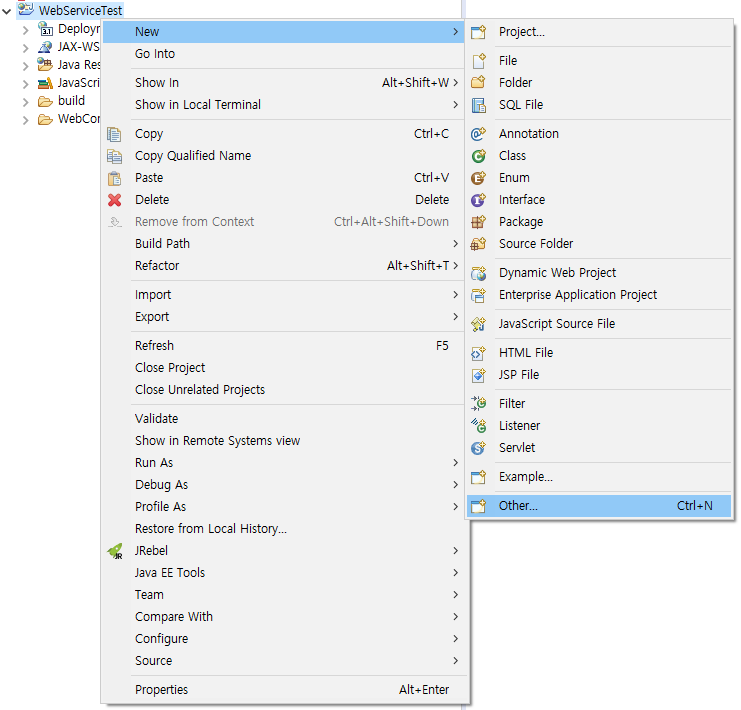 WebServiceTest
Deploym
JAX-WS
Java Res
JavaScri
build
WebCon
New
Go Into
Show In Alt+Shift+W
Show in Local Terminal
Copy Ctrl+C
Copy Qualified Name
Paste Ctrl+V
Delete Delete
Remove from Context Ctrl+Alt+Shift+Down
Build Path
Refactor Alt+Shift+T
Import
Export
Refresh F5
Close Project
Close Unrelated Projects
Validate
Show in Remote Systems view
Run As
Debug As
Profile As
Restore from Local History...
JRebel
Java EE Tools
Team
Compare With
Configure
Source
Properties Alt+Enter
Project...
File
Folder
SQL File
Annotation
Class
Enum
Interface
Package
Source Folder
Dynamic Web Project
Enterprise Application Project
JavaScript Source File
HTML File
JSP File
Filter
Listener
Servlet
Example...
Other... Ctrl+N